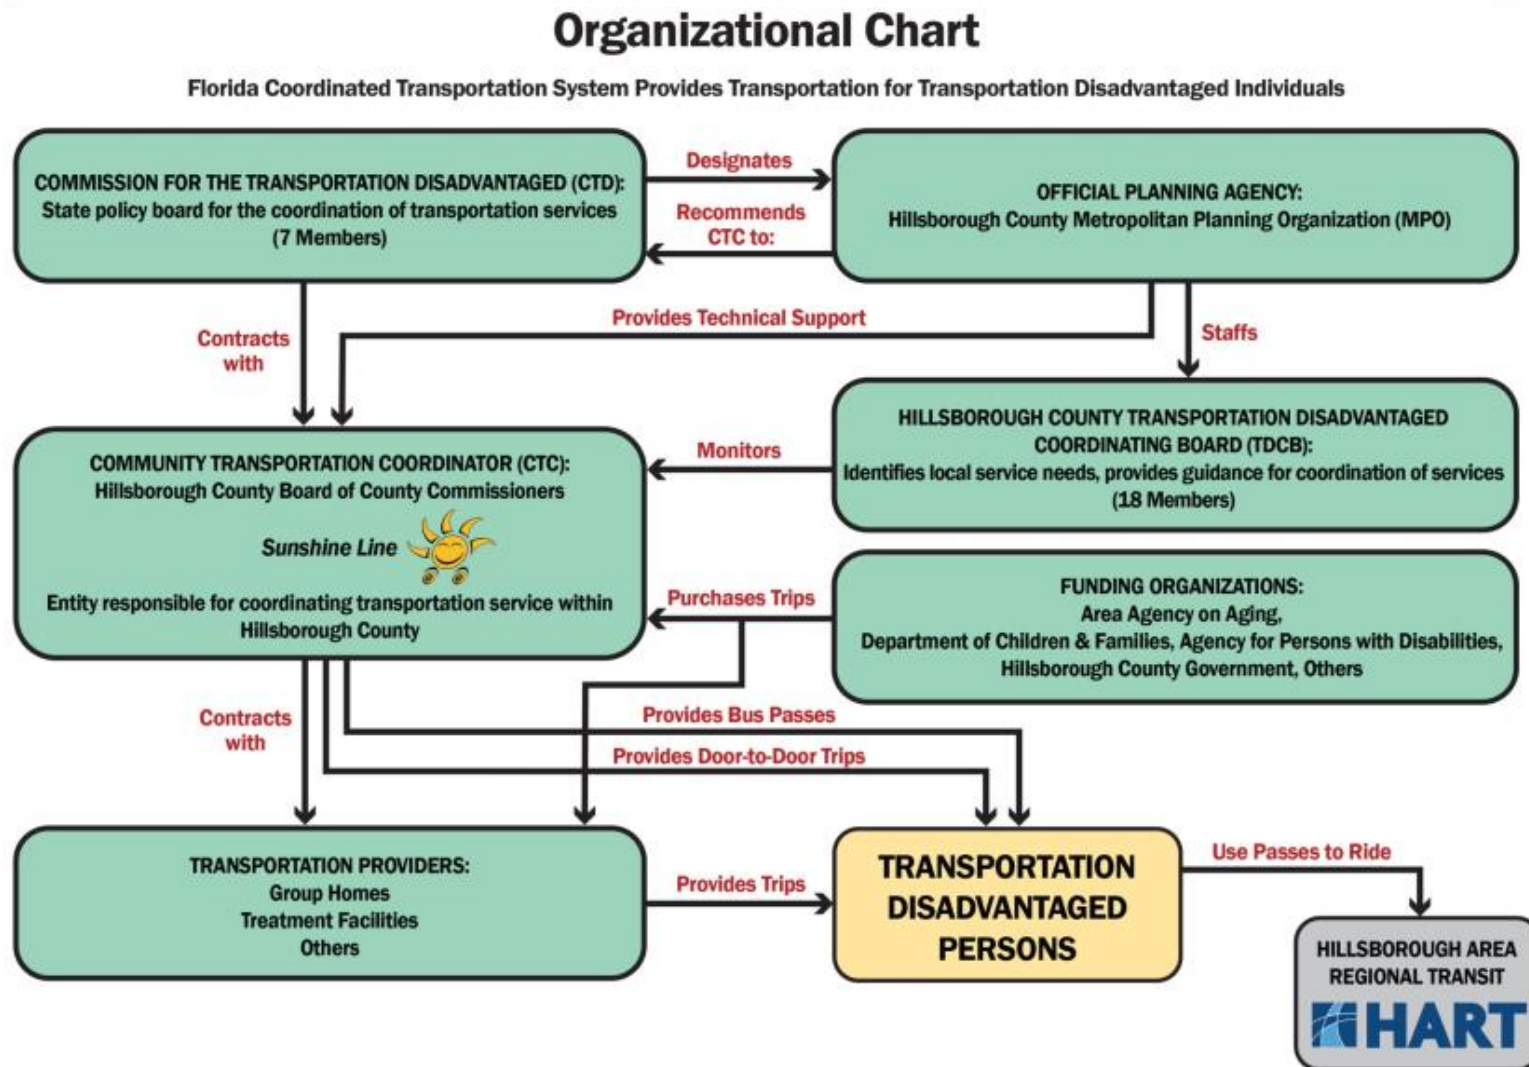 Organizational Chart
Florida Coordinated Transportation System Provides Transportation for Transportation Disadvantaged Individuals
COMMISSION FOR THE TRANSPORTATION DISADVANTAGED (CTD):
State policy board for the coordination of transportation services
(7 Members)
Designates
Recommends
CTC to:
OFFICIAL PLANNING AGENCY:
Hillsborough County Metropolitan Planning Organization (MPO)
Contracts
with
Provides Technical Support
Staffs
COMMUNITY TRANSPORTATION COORDINATOR (CTC):
Hillsborough County Board of County Commissioners
Sunshine Line
Entity responsible for coordinating transportation service within
Hillsborough County
Monitors
HILLSBOROUGH COUNTY TRANSPORTATION DISADVANTAGED
COORDINATING BOARD (TDCB):
Identifies local service needs, provides guidance for coordination of services
(18 Members)
Purchases Trips
FUNDING ORGANIZATIONS:
Area Agency on Aging,
Department of Children & Families, Agency for Persons with Disabilities,
Hillsborough County Government, Others
Contracts
with
Provides Bus Passes
Provides Door-to-Door Trips
TRANSPORTATION PROVIDERS:
Group Homes
Treatment Facilities
Others
Provides Trips
TRANSPORTATION
DISADVANTAGED
PERSONS
Use Passes to Ride
HILLSBOROUGH AREA
REGIONAL TRANSIT
HART